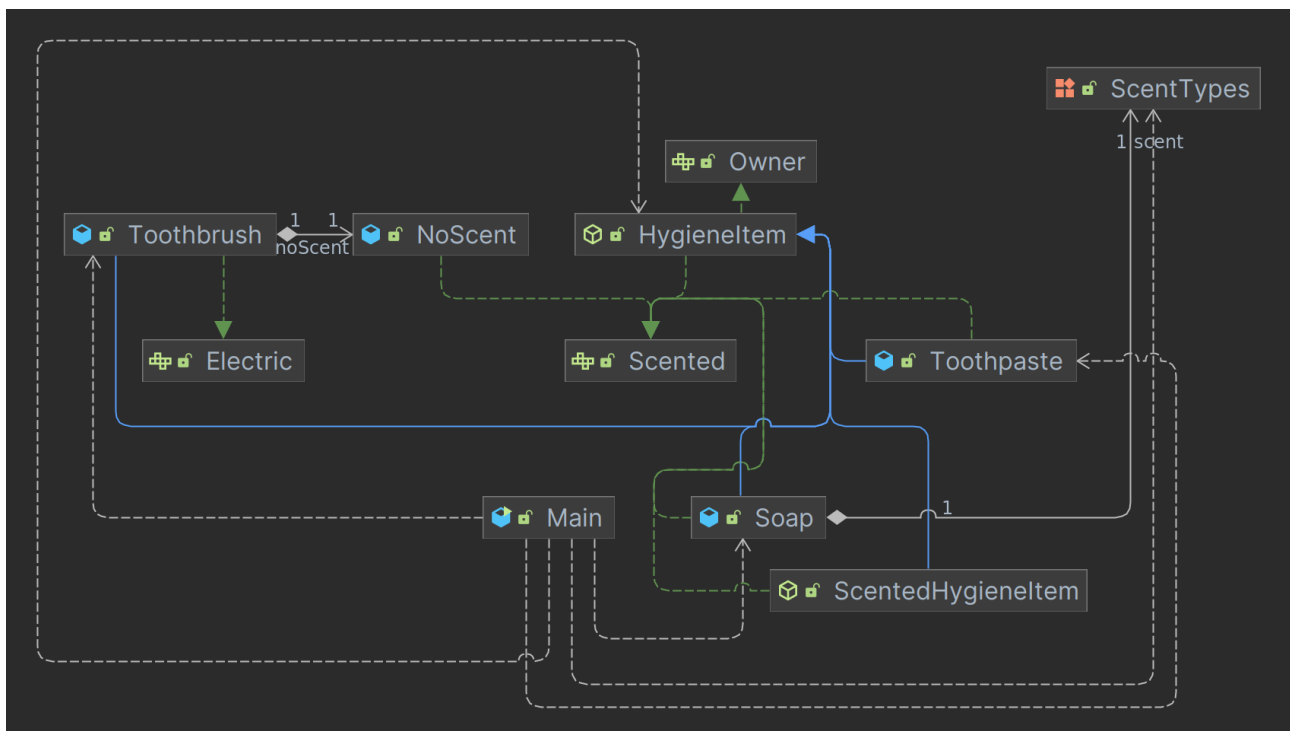 ScentTypes
1 scent
Owner
Toothbrush
1
1
noScent
NoScent
HygieneItem
Electric
Scented
Toothpaste
Main
Soap
1
ScentedHygieneItem